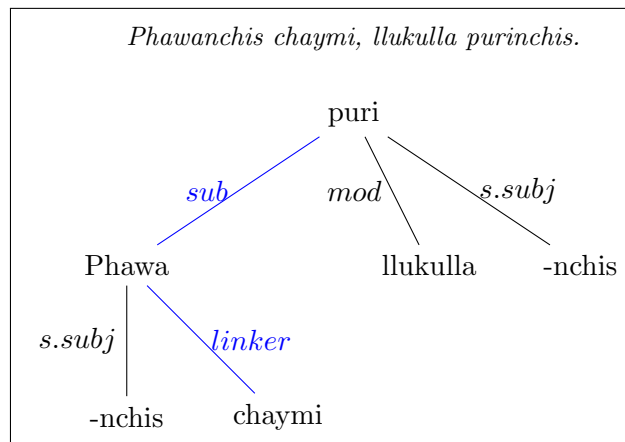 Phawanchis chaymi, llukulla purinchis.
puri
sub mod s.subj
Phawa llukulla -nchis
s.subj linker
-nchis chaymi